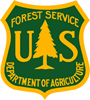 FOREST SERVICE
U S
DEPARTMENT OF AGRICULTURE